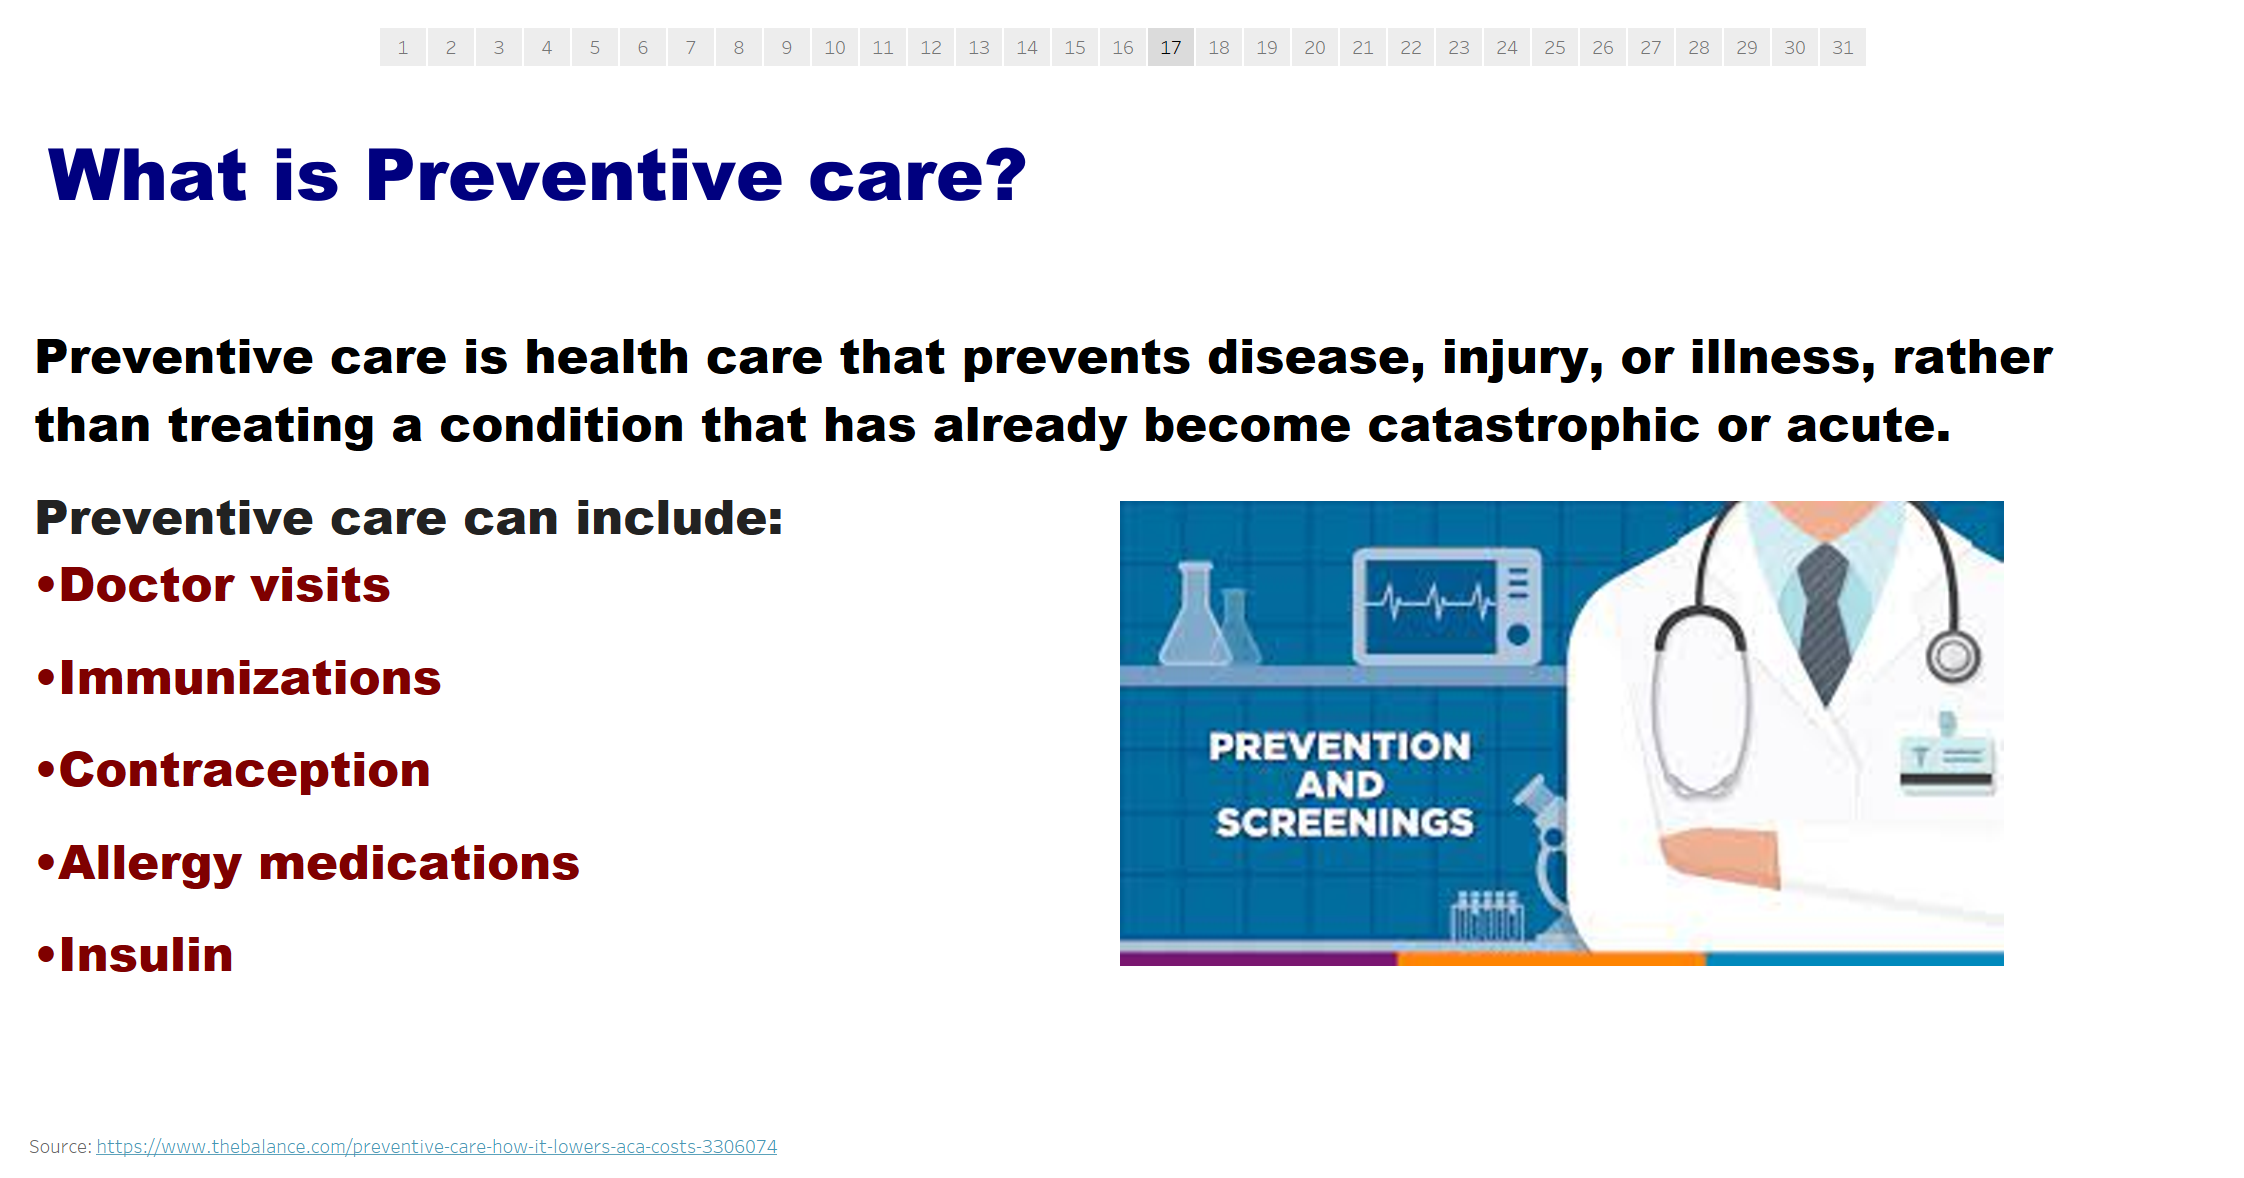 1 2 3 4 5 6 7 8 9 10 11 12 13 14 15 16 17 18 19 20 21 22 23 24 25 26 27 28 29 30 31
What is Preventive care?
Preventive care is health care that prevents disease, injury, or illness, rather
than treating a condition that has already become catastrophic or acute.
Preventive care can include:
•Doctor visits
•Immunizations
•Contraception
•Allergy medications
•Insulin
PREVENTION
AND
SCREENINGS
Source: https://www.thebalance.com/preventive-care-how-it-lowers-aca-costs-3306074